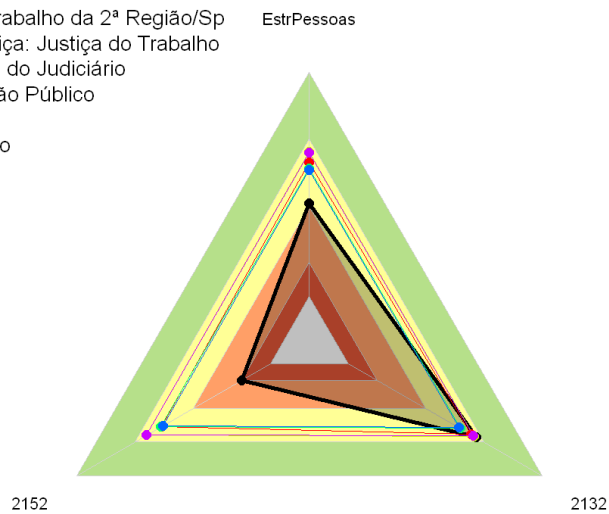 rabalho da 2ª Região/Sp
EstrPessoas
iça: Justiça do Trabalho
do Judiciário
ão Público
o
2152
2132